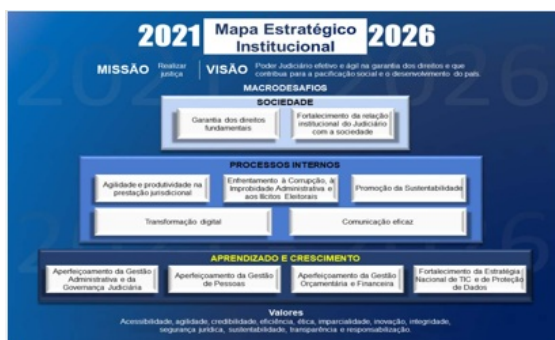 2021 Mapa Estratégico 2026
Institucional
MISSÃO Realizar
justiça
VISÃO Poder Judiciário efetivo e ágil na garantia dos direitos e que
contribua para a pacificação social e o desenvolvimento do país.
MACRODESAFIOS
SOCIEDADE
Garantia dos direitos
fundamentais
Fortalecimento da relação
institucional do Judiciário
com a sociedade
PROCESSOS INTERNOS
Agilidade e produtividade na
prestação jurisdicional
Enfrentamento à Corrupção, à
Improbidade Administrativa e
aos Ilícitos Eleitorais
Promoção da Sustentabilidade
Transformação digital
Comunicação eficaz
APRENDIZADO E CRESCIMENTO
Aperfeiçoamento da Gestão
Administrativa e da
Governança Judiciária
Aperfeiçoamento da Gestão
de Pessoas
Aperfeiçoamento da Gestão
Orçamentária e Financeira
Fortalecimento da Estratégia
Nacional de TIC e de Proteção
de Dados
Valores
Acessibilidade, agilidade, credibilidade, eficiência, ética, imparcialidade, inovação, integridade,
segurança jurídica, sustentabilidade, transparência e responsabilização.